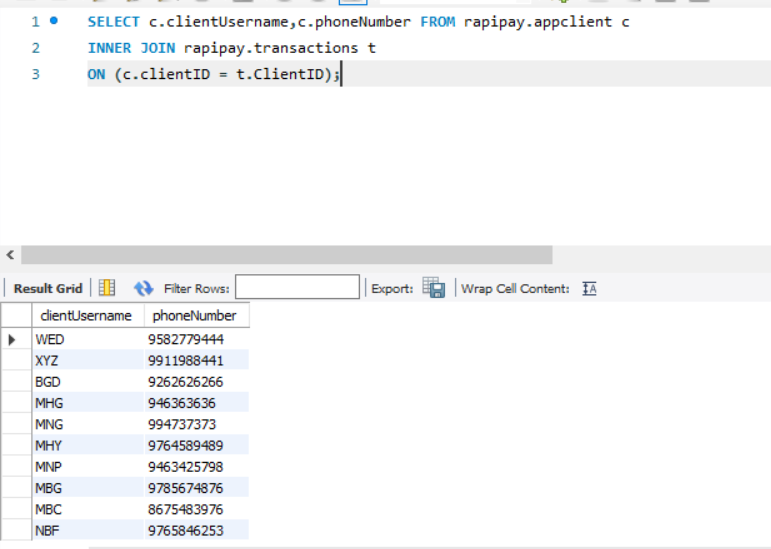 1 SELECT c.clientUsername,c.phoneNumber FROM rapipay.appclient c
2 INNER JOIN rapipay.transactions t
3 ON (c.clientID = t.ClientID);
Result Grid Filter Rows: Export: Wrap Cell Content:
clientUsername phoneNumber
WED 9582779444
XYZ 9911988441
BGD 9262626266
MHG 946363636
MNG 994737373
MHY 9764589489
MNP 9463425798
MBG 9785674876
MBC 8675483976
NBF 9765846253